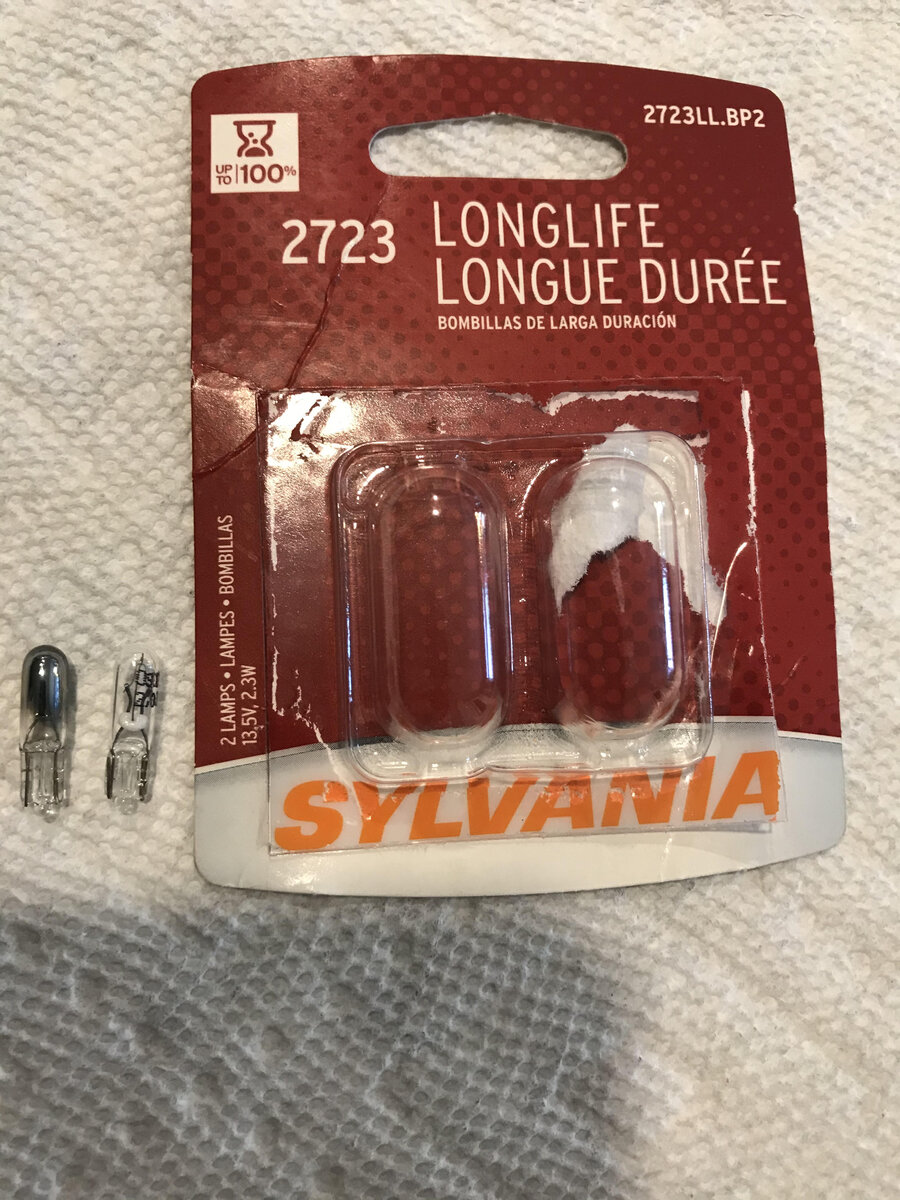 2723LL.BP2
UP TO 100%
2723
LONGLIFE
LONGUE DURÉE
BOMBILLAS DE LARGA DURACIÓN
2 LAMPS • LAMPES • BOMBILLAS
13.5V, 2.3W
SYLVANIA